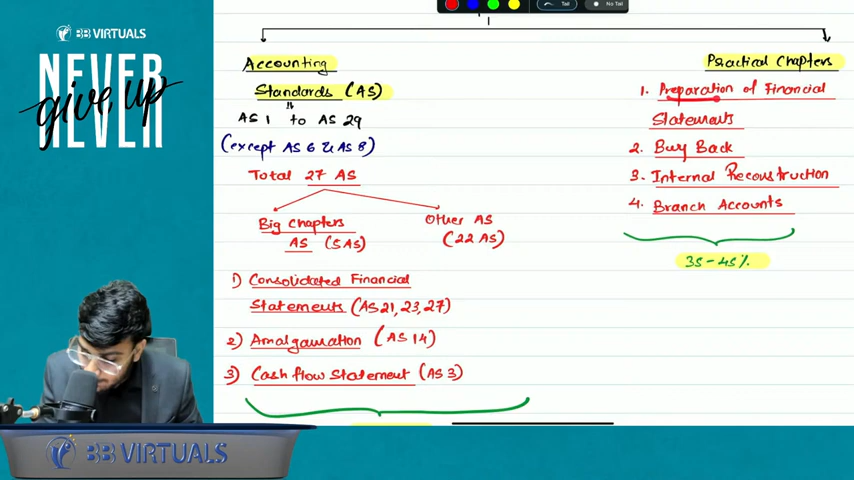 BB VIRTUALS
NEVER
give up
NEVER
Tail
No Tail
Accounting
Standards (AS)
AS 1 to AS 29
(except AS 6 & AS 8)
Total 27 AS
Big Chapters
AS (5 AS)
Other AS
(22 AS)
1) Consolidated Financial
Statements (AS 21, 23, 27)
2) Amalgamation (AS 14)
3) Cash flow Statement (AS 3)
Practical Chapters
1. Preparation of Financial
Statements
2. Buy Back
3. Internal Reconstruction
4. Branch Accounts
35-45%
BB VIRTUALS